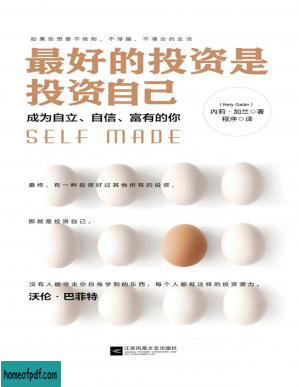 如果你想要不依附、不浮躁、不凑合的生活
最好的投资是
投资自己
(Nely Galán)
内莉·加兰◎著
程序◎译
成为自立、自信、富有的你
SELF MADE
最终，有一种投资好过其他所有的投资，
那就是投资自己，
没有人能夺走你自身学到的东西，每个人都有这样的投资潜力。
沃伦·巴菲特
江苏凤凰文艺出版社
homeofpdf.com
homeofpdf.com